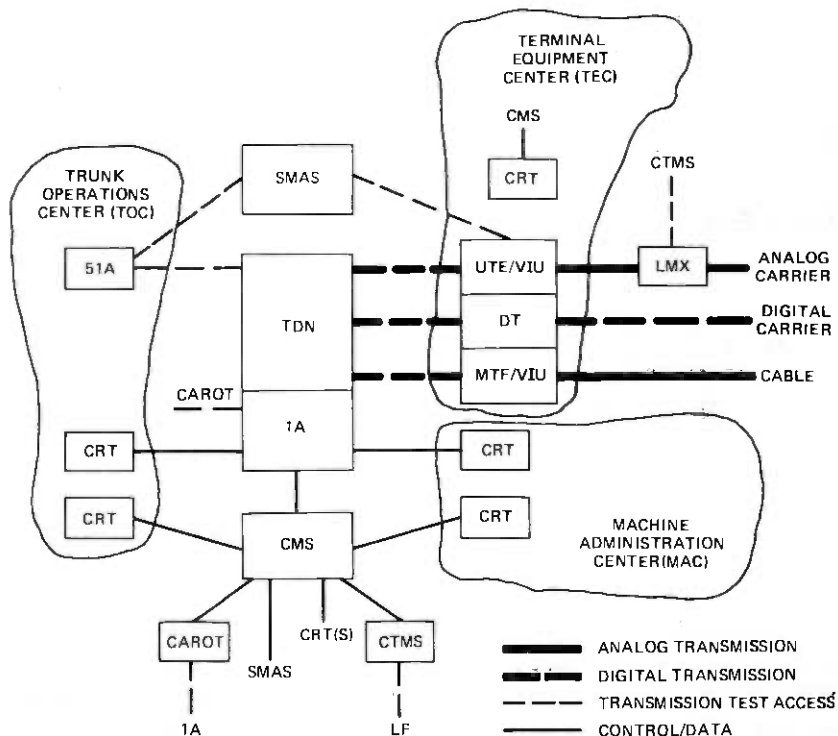 TERMINAL
EQUIPMENT
CENTER (TEC)
CMS
CRT
CTMS
TRUNK
OPERATIONS
CENTER (TOC)
SMAS
51A
UTE/VIU
LMX
ANALOG
CARRIER
TDN
DT
DIGITAL
CARRIER
MTF/VIU
CABLE
CAROT
1A
CRT
CRT
CRT
CRT
CMS
MACHINE
ADMINISTRATION
CENTER(MAC)
CAROT
SMAS
CRT(S)
CTMS
1A
LF
ANALOG TRANSMISSION
DIGITAL TRANSMISSION
TRANSMISSION TEST ACCESS
CONTROL/DATA